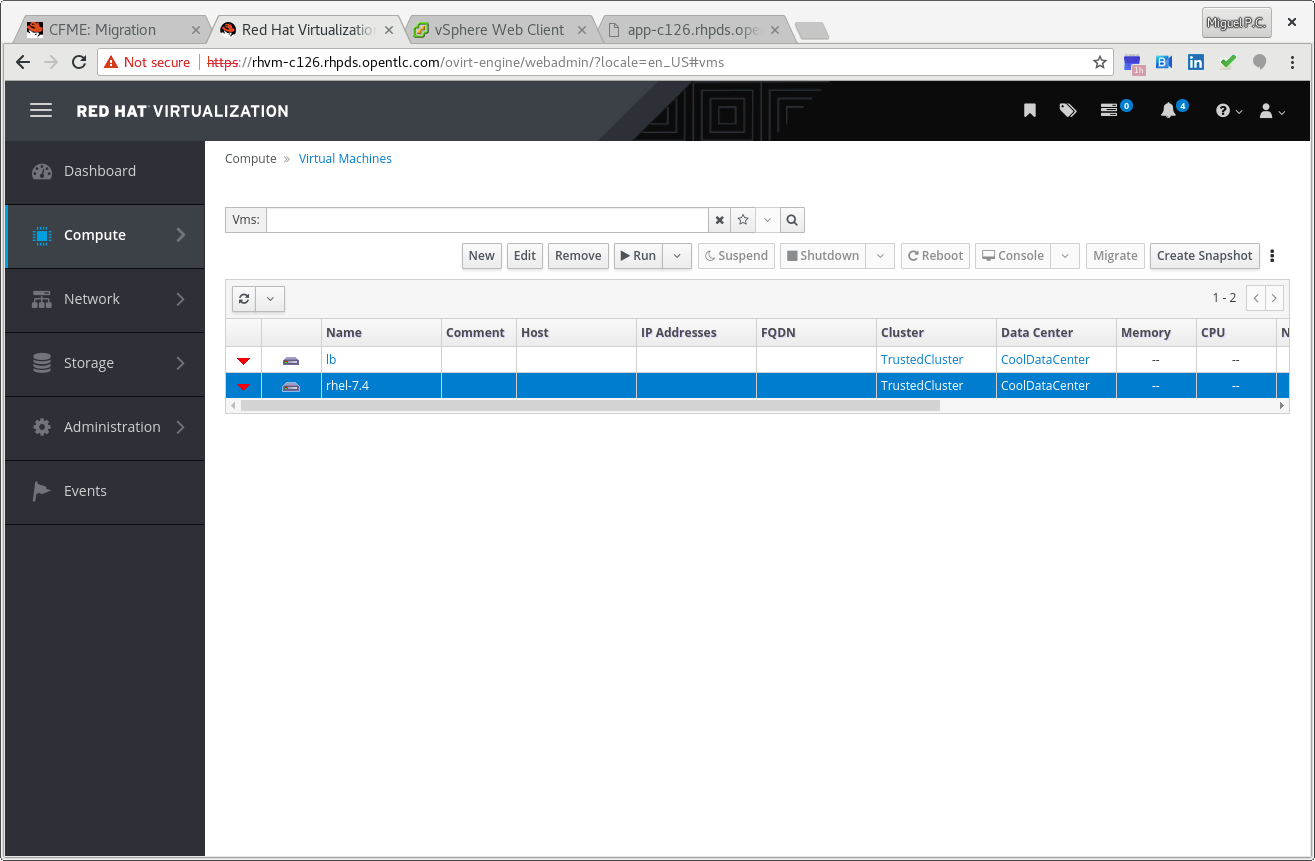 Miguel P.C.
CFME: Migration
Red Hat Virtualizatio
vSphere Web Client
app-c126.rhpds.ope
Not secure
https://rhvm-c126.rhpds.opentlc.com/ovirt-engine/webadmin/?locale=en_US#vms
1h
RED HAT VIRTUALIZATION
0
4
Dashboard
Compute
Network
Storage
Administration
Events
Compute » Virtual Machines
Vms:
New Edit Remove Run Suspend Shutdown Reboot Console Migrate Create Snapshot
1 - 2
Name Comment Host IP Addresses FQDN Cluster Data Center Memory CPU N
lb TrustedCluster CoolDataCenter -- --
rhel-7.4 TrustedCluster CoolDataCenter -- --